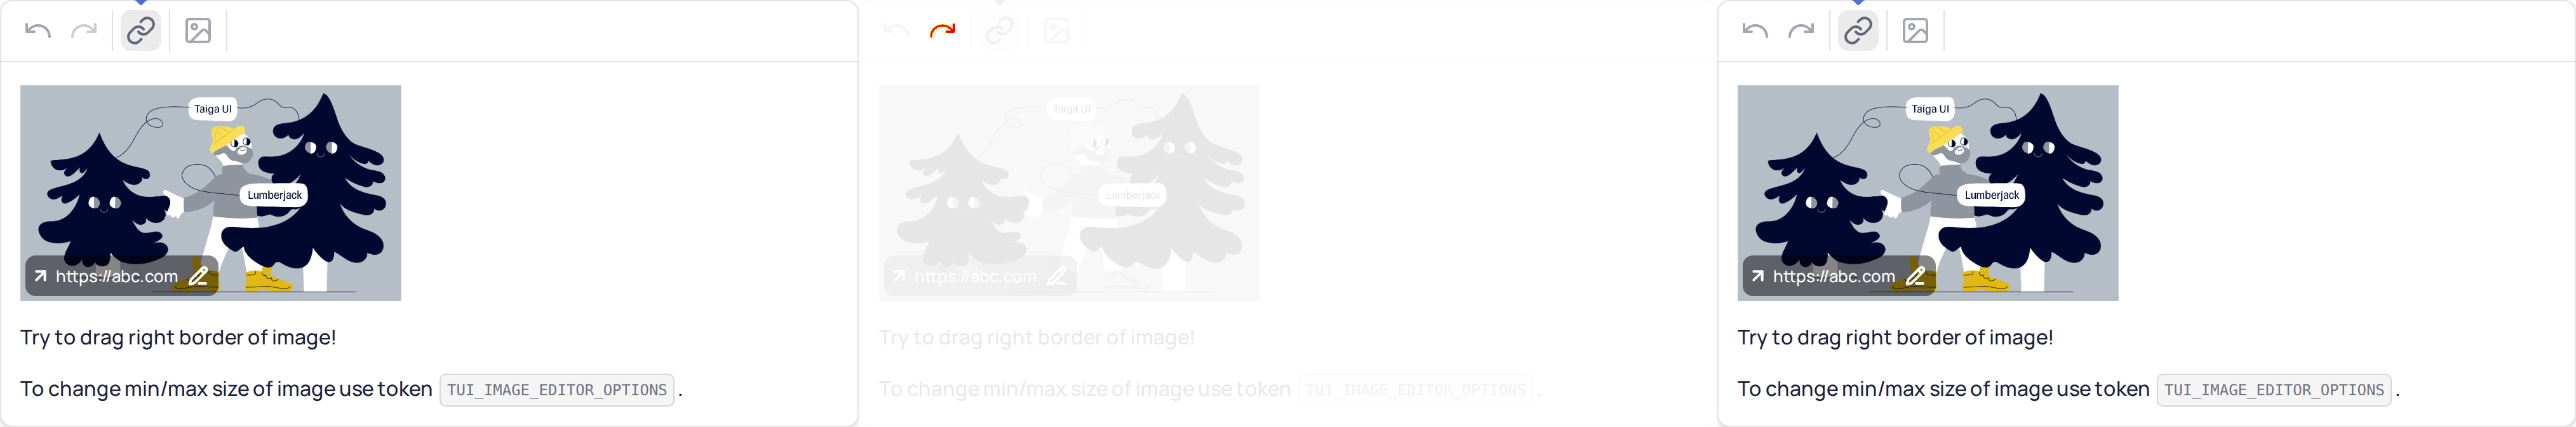 Taiga UI
Lumberjack
https://abc.com
Try to drag right border of image!
To change min/max size of image use token TUI_IMAGE_EDITOR_OPTIONS .
Taiga UI
Lumberjack
https://abc.com
Try to drag right border of image!
To change min/max size of image use token TUI_IMAGE_EDITOR_OPTIONS .
Taiga UI
Lumberjack
https://abc.com
Try to drag right border of image!
To change min/max size of image use token TUI_IMAGE_EDITOR_OPTIONS .